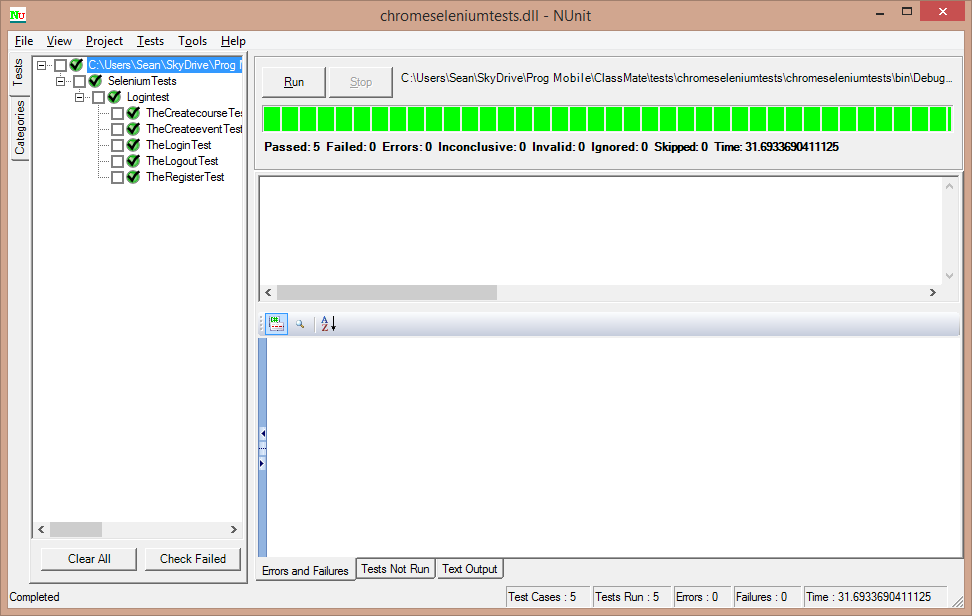 NU
chromeseleniumtests.dll - NUnit
File View Project Tests Tools Help
Tests
Categories
C:\Users\Sean\SkyDrive\Prog
SeleniumTests
Logintest
TheCreatecourseTes
TheCreateeventTest
TheLoginTest
TheLogoutTest
TheRegisterTest
Clear All
Check Failed
Run
Stop
C:\Users\Sean\SkyDrive\Prog Mobile\ClassMate\tests\chromeseleniumtests\chromeseleniumtests\bin\Debug...
Passed: 5 Failed: 0 Errors: 0 Inconclusive: 0 Invalid: 0 Ignored: 0 Skipped: 0 Time: 31.6933690411125
Errors and Failures
Tests Not Run
Text Output
Completed
Test Cases : 5
Tests Run : 5
Errors : 0
Failures : 0
Time : 31.6933690411125